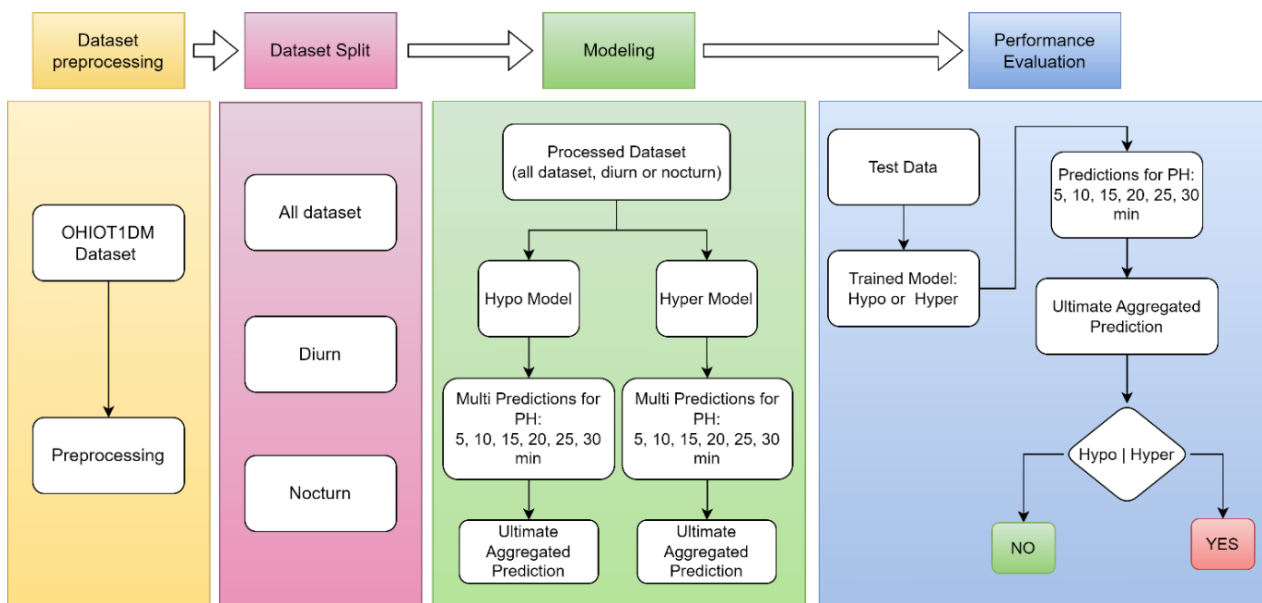 Dataset
preprocessing
Dataset Split
Modeling
Performance
Evaluation
OHIOT1DM
Dataset
Preprocessing
All dataset
Diurn
Nocturn
Processed Dataset
(all dataset, diurn or nocturn)
Hypo Model
Hyper Model
Multi Predictions for
PH:
5, 10, 15, 20, 25, 30
min
Multi Predictions for
PH:
5, 10, 15, 20, 25, 30
min
Ultimate
Aggregated
Prediction
Ultimate
Aggregated
Prediction
Test Data
Trained Model:
Hypo or Hyper
Predictions for PH:
5, 10, 15, 20, 25, 30
min
Ultimate Aggregated
Prediction
Hypo | Hyper
NO
YES